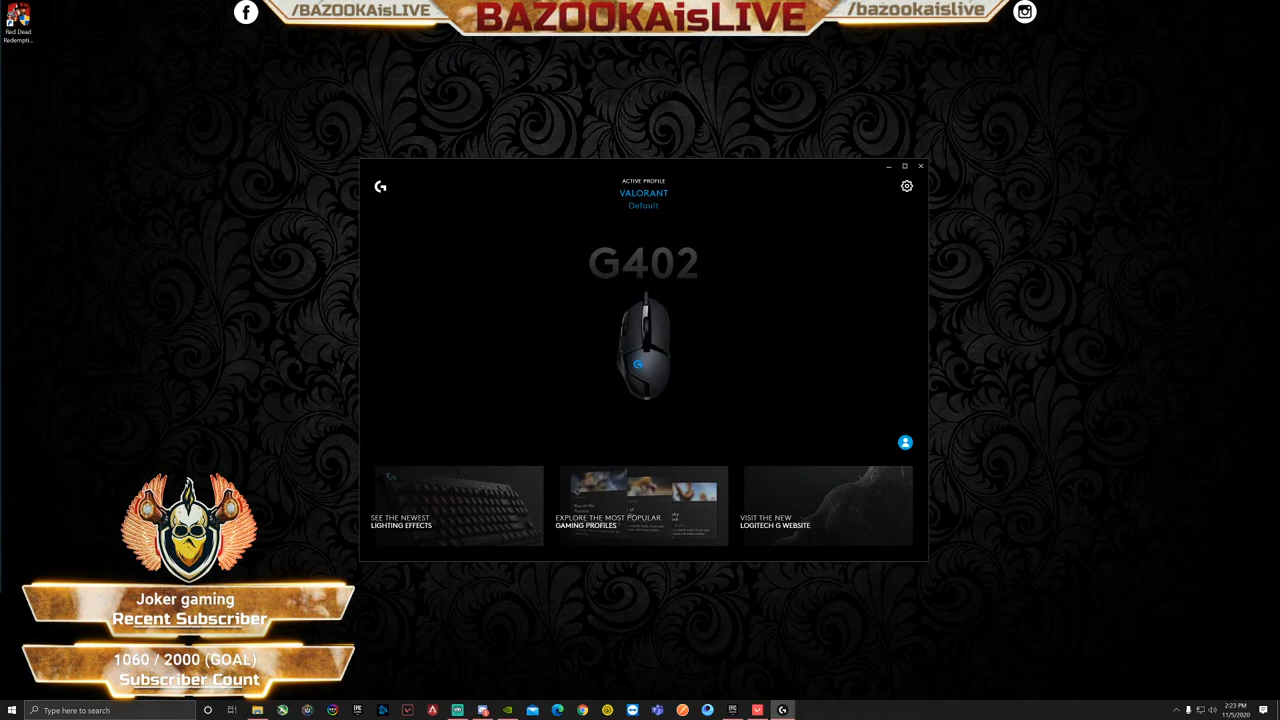 /BAZOOKAisLIVE
BAZOOKAisLIVE
/bazookaislive
Red Dead
Redempti...
ACTIVE PROFILE
VALORANT
Default
G402
SEE THE NEWEST
LIGHTING EFFECTS
EXPLORE THE MOST POPULAR
GAMING PROFILES
VISIT THE NEW
LOGITECH G WEBSITE
Joker gaming
Recent Subscriber
1060 / 2000 (GOAL)
Subscriber Count
Type here to search
2:23 PM
11/5/2020